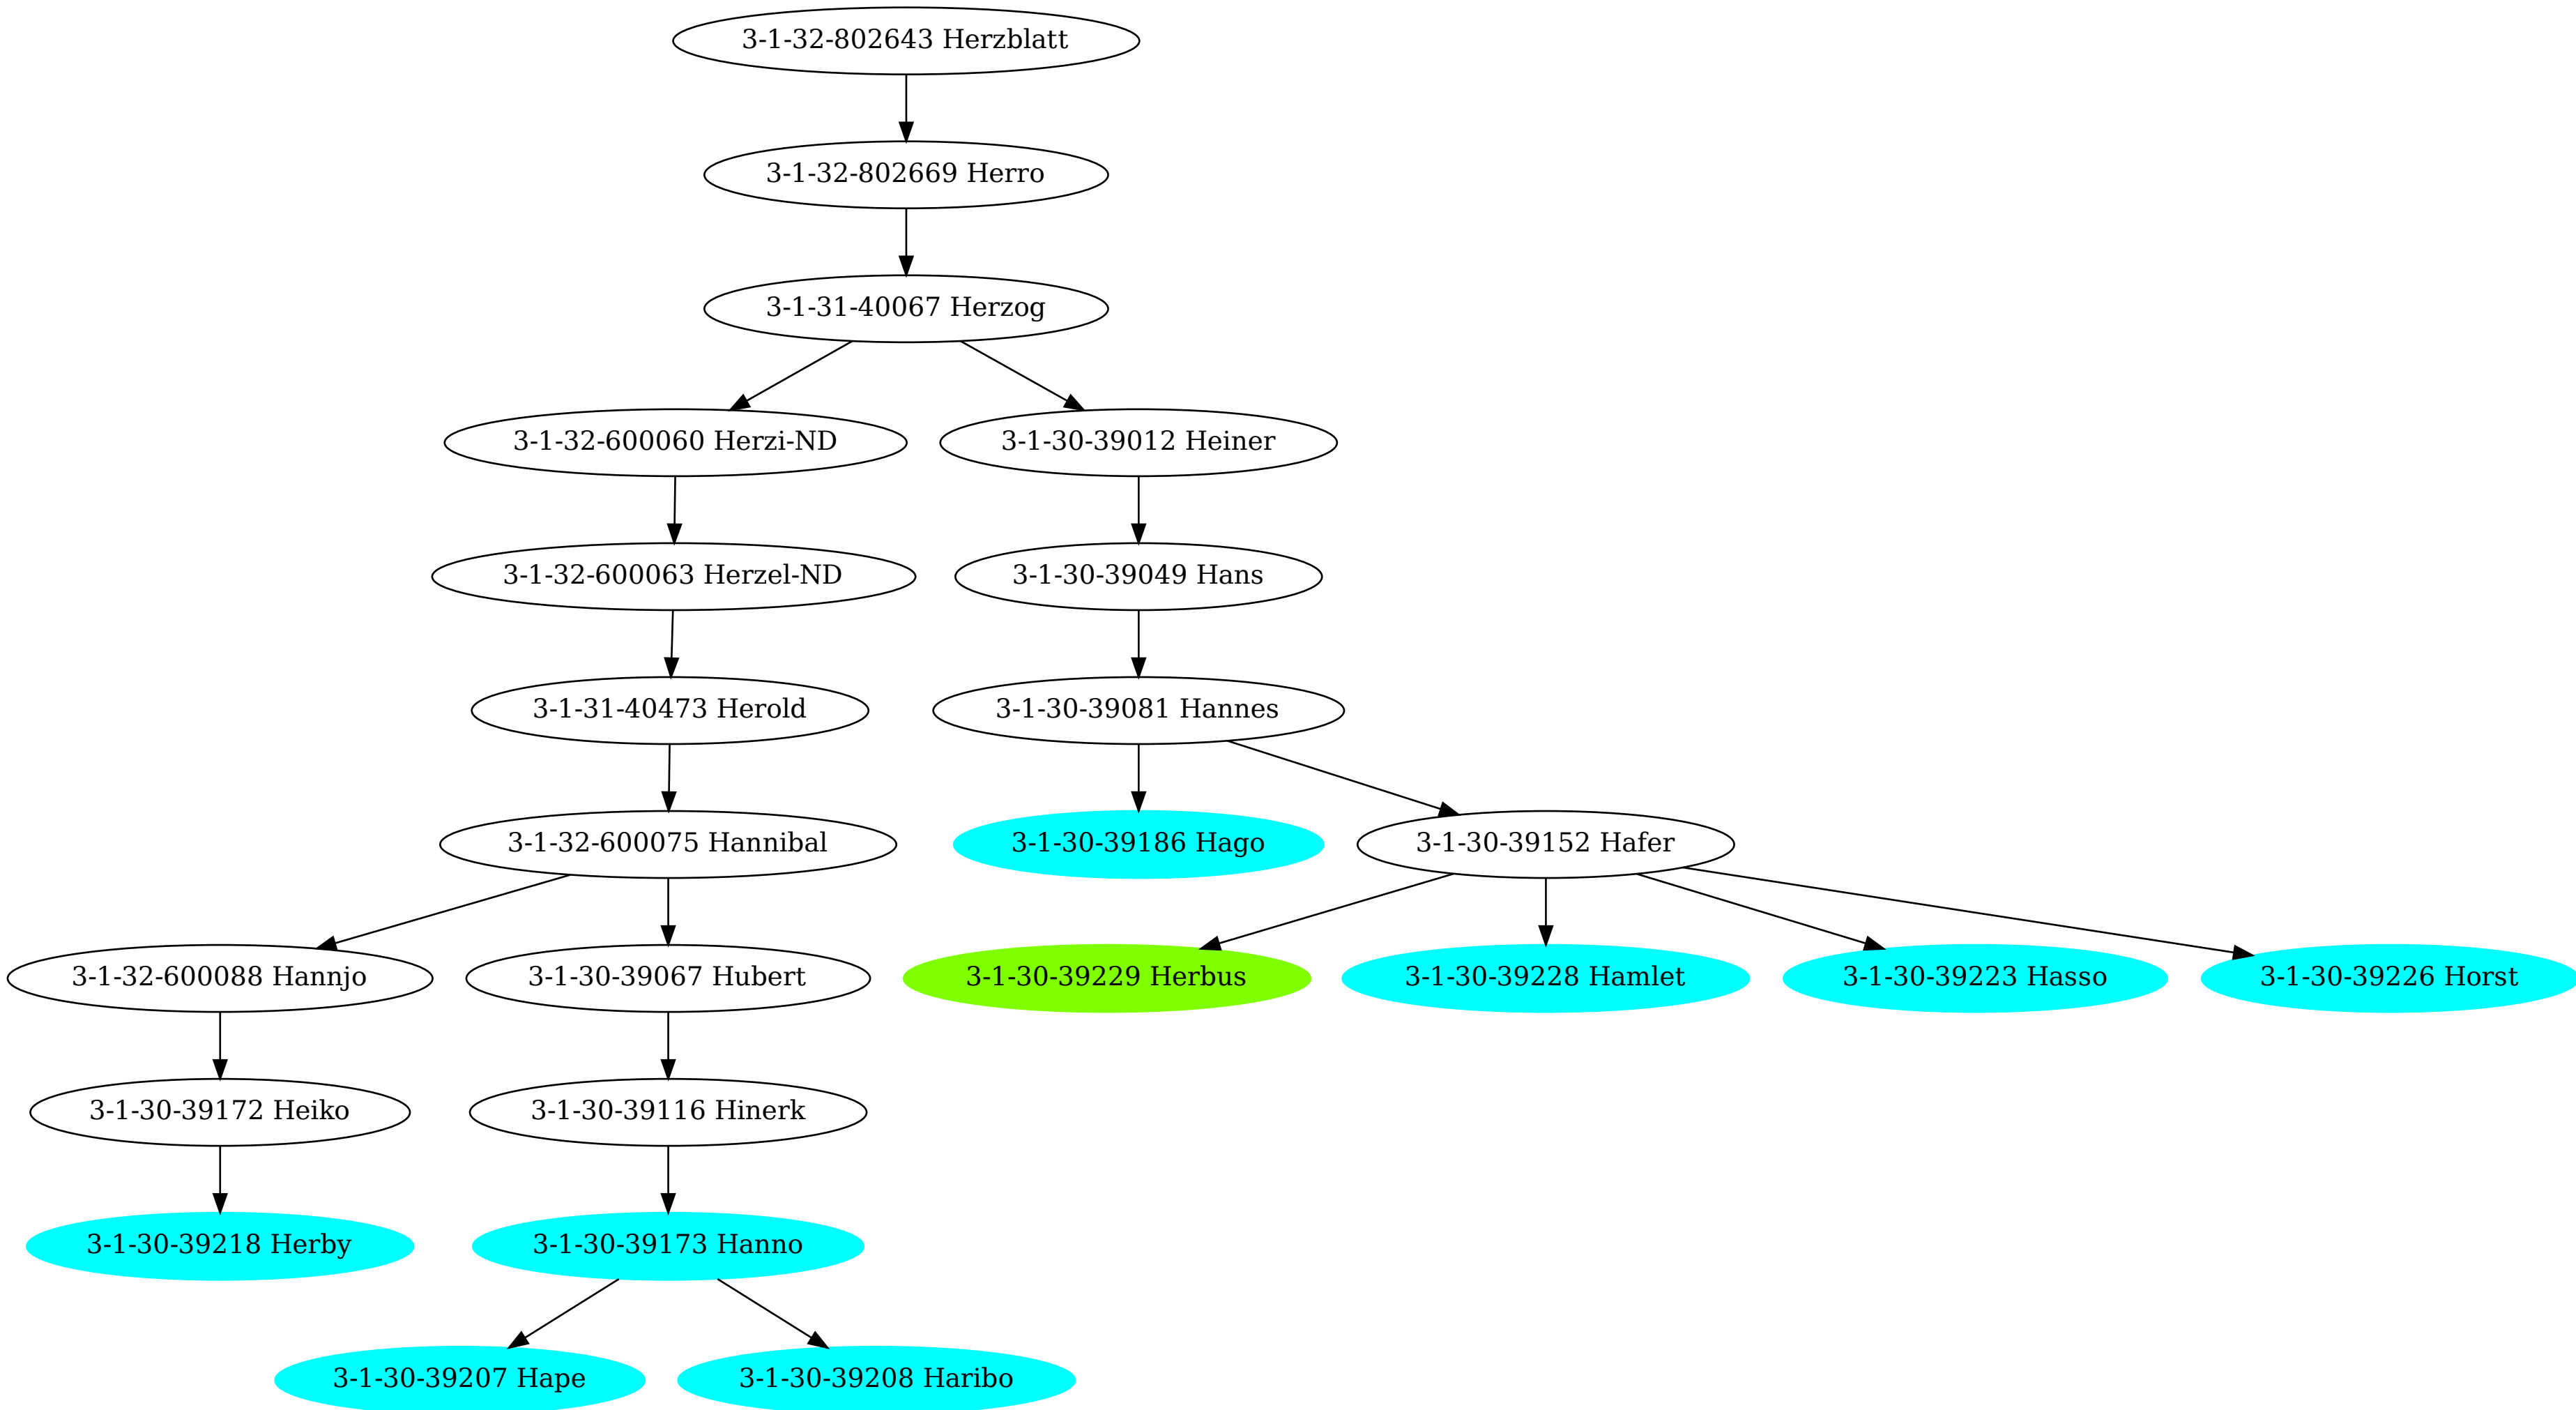 3-1-32-802643 Herzblatt
3-1-32-802669 Herro
3-1-31-40067 Herzog
3-1-32-600060 Herzi-ND
3-1-30-39012 Heiner
3-1-32-600063 Herzel-ND
3-1-30-39049 Hans
3-1-31-40473 Herold
3-1-30-39081 Hannes
3-1-32-600075 Hannibal
3-1-30-39186 Hago
3-1-30-39152 Hafer
3-1-32-600088 Hannjo
3-1-30-39067 Hubert
3-1-30-39229 Herbus
3-1-30-39228 Hamlet
3-1-30-39223 Hasso
3-1-30-39226 Horst
3-1-30-39172 Heiko
3-1-30-39116 Hinerk
3-1-30-39218 Herby
3-1-30-39173 Hanno
3-1-30-39207 Hape
3-1-30-39208 Haribo